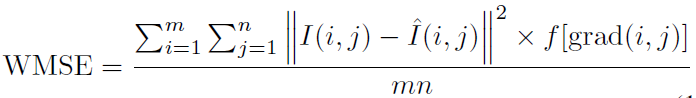 WMSE = \frac{\sum_{i=1}^{m} \sum_{j=1}^{n} \left\| I(i,j) - \hat{I}(i,j) \right\|^2 \times f[\mathrm{grad}(i,j)]}{mn}